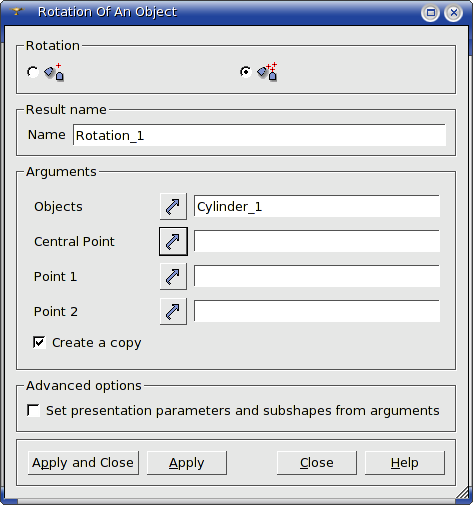 Rotation Of An Object
Rotation
Result name
Name Rotation_1
Arguments
Objects Cylinder_1
Central Point
Point 1
Point 2
Create a copy
Advanced options
Set presentation parameters and subshapes from arguments
Apply and Close Apply Close Help